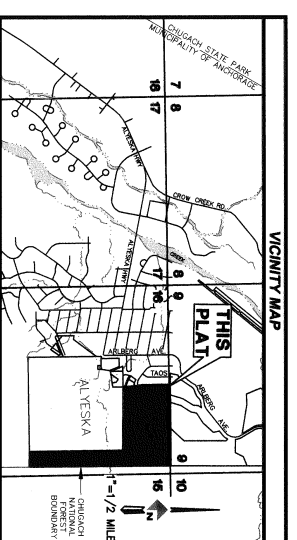 VICINITY MAP
CHUGACH STATE PARK
MUNICIPALITY OF ANCHORAGE
7
8
18
17
ALYESKA HWY
CROW CREEK RD.
CREEK
ALYESKA HWY
8
9
17
16
THIS
PLAT
ARLBERG AVE
TAOS
ARLBERG AVE.
ALYESKA
9
10
16
15
1"=1/2 MILE
N
CHUGACH
NATIONAL
FOREST
BOUNDARY